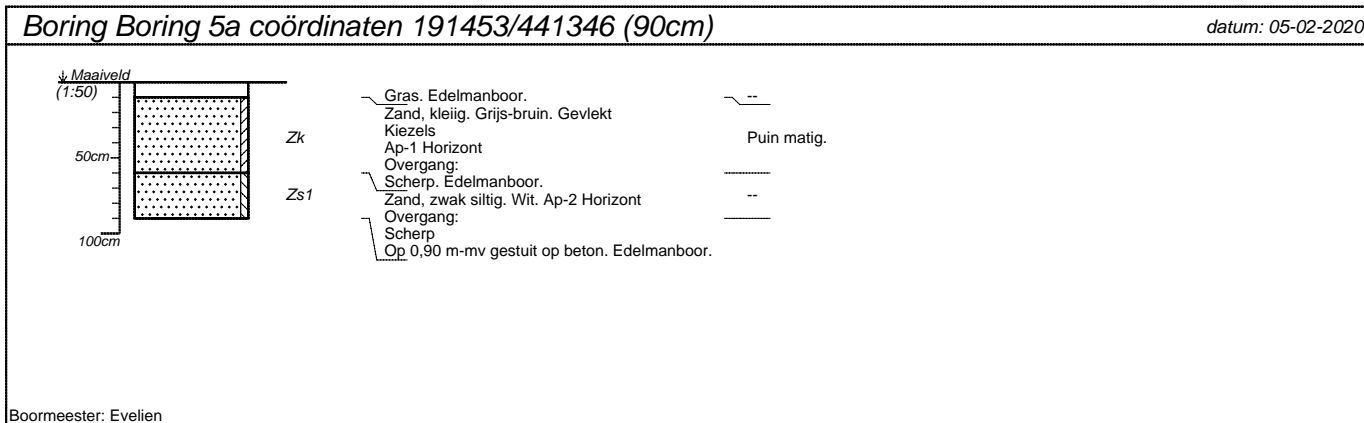 Boring Boring 5a coördinaten 191453/441346 (90cm)
datum: 05-02-2020
Maaiveld
(1:50)
50cm
100cm
Zk
Zs1
Gras. Edelmanboor.
Zand, kleiig. Grijs-bruin. Gevlekt
Kiezels
Ap-1 Horizont
Overgang:
Scherp. Edelmanboor.
Zand, zwak siltig. Wit. Ap-2 Horizont
Overgang:
Scherp
Op 0,90 m-mv gestuit op beton. Edelmanboor.
--
Puin matig.
--
Boormeester: Evelien